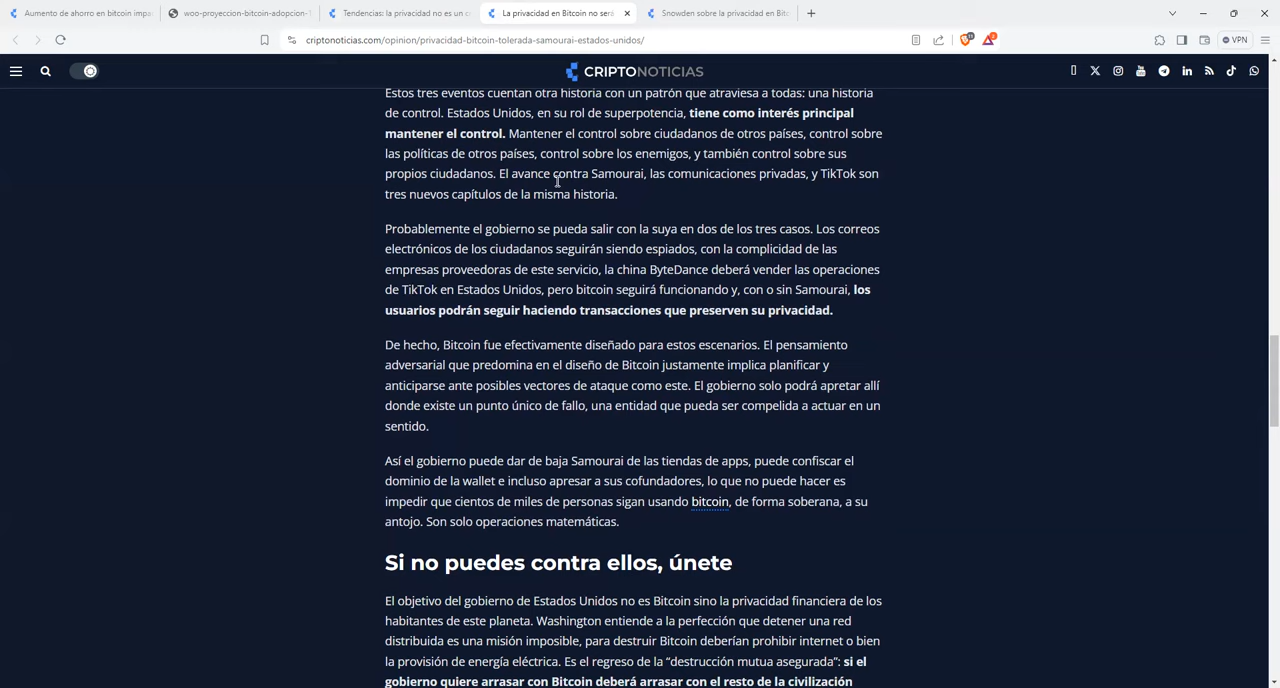 Aumento de ahorro en bitcoin impa
woo-proyeccion-bitcoin-adopcion-1
Tendencias: la privacidad no es un c
La privacidad en Bitcoin no será
Snowden sobre la privacidad en Bit
criptonoticias.com/opinion/privacidad-bitcoin-tolerada-samourai-estados-unidos/
VPN
CRIPTONOTICIAS
Estos tres eventos cuentan otra historia con un patrón que atraviesa a todas: una historia
de control. Estados Unidos, en su rol de superpotencia, tiene como interés principal
mantener el control. Mantener el control sobre ciudadanos de otros países, control sobre
las políticas de otros países, control sobre los enemigos, y también control sobre sus
propios ciudadanos. El avance contra Samourai, las comunicaciones privadas, y TikTok son
tres nuevos capítulos de la misma historia.
Probablemente el gobierno se pueda salir con la suya en dos de los tres casos. Los correos
electrónicos de los ciudadanos seguirán siendo espiados, con la complicidad de las
empresas proveedoras de este servicio, la china ByteDance deberá vender las operaciones
de TikTok en Estados Unidos, pero bitcoin seguirá funcionando y, con o sin Samourai, los
usuarios podrán seguir haciendo transacciones que preserven su privacidad.
De hecho, Bitcoin fue efectivamente diseñado para estos escenarios. El pensamiento
adversarial que predomina en el diseño de Bitcoin justamente implica planificar y
anticiparse ante posibles vectores de ataque como este. El gobierno solo podrá apretar allí
donde existe un punto único de fallo, una entidad que pueda ser compelida a actuar en un
sentido.
Así el gobierno puede dar de baja Samourai de las tiendas de apps, puede confiscar el
dominio de la wallet e incluso apresar a sus cofundadores, lo que no puede hacer es
impedir que cientos de miles de personas sigan usando bitcoin, de forma soberana, a su
antojo. Son solo operaciones matemáticas.
Si no puedes contra ellos, únete
El objetivo del gobierno de Estados Unidos no es Bitcoin sino la privacidad financiera de los
habitantes de este planeta. Washington entiende a la perfección que detener una red
distribuida es una misión imposible, para destruir Bitcoin deberían prohibir internet o bien
la provisión de energía eléctrica. Es el regreso de la “destrucción mutua asegurada”: si el
gobierno quiere arrasar con Bitcoin deberá arrasar con el resto de la civilización